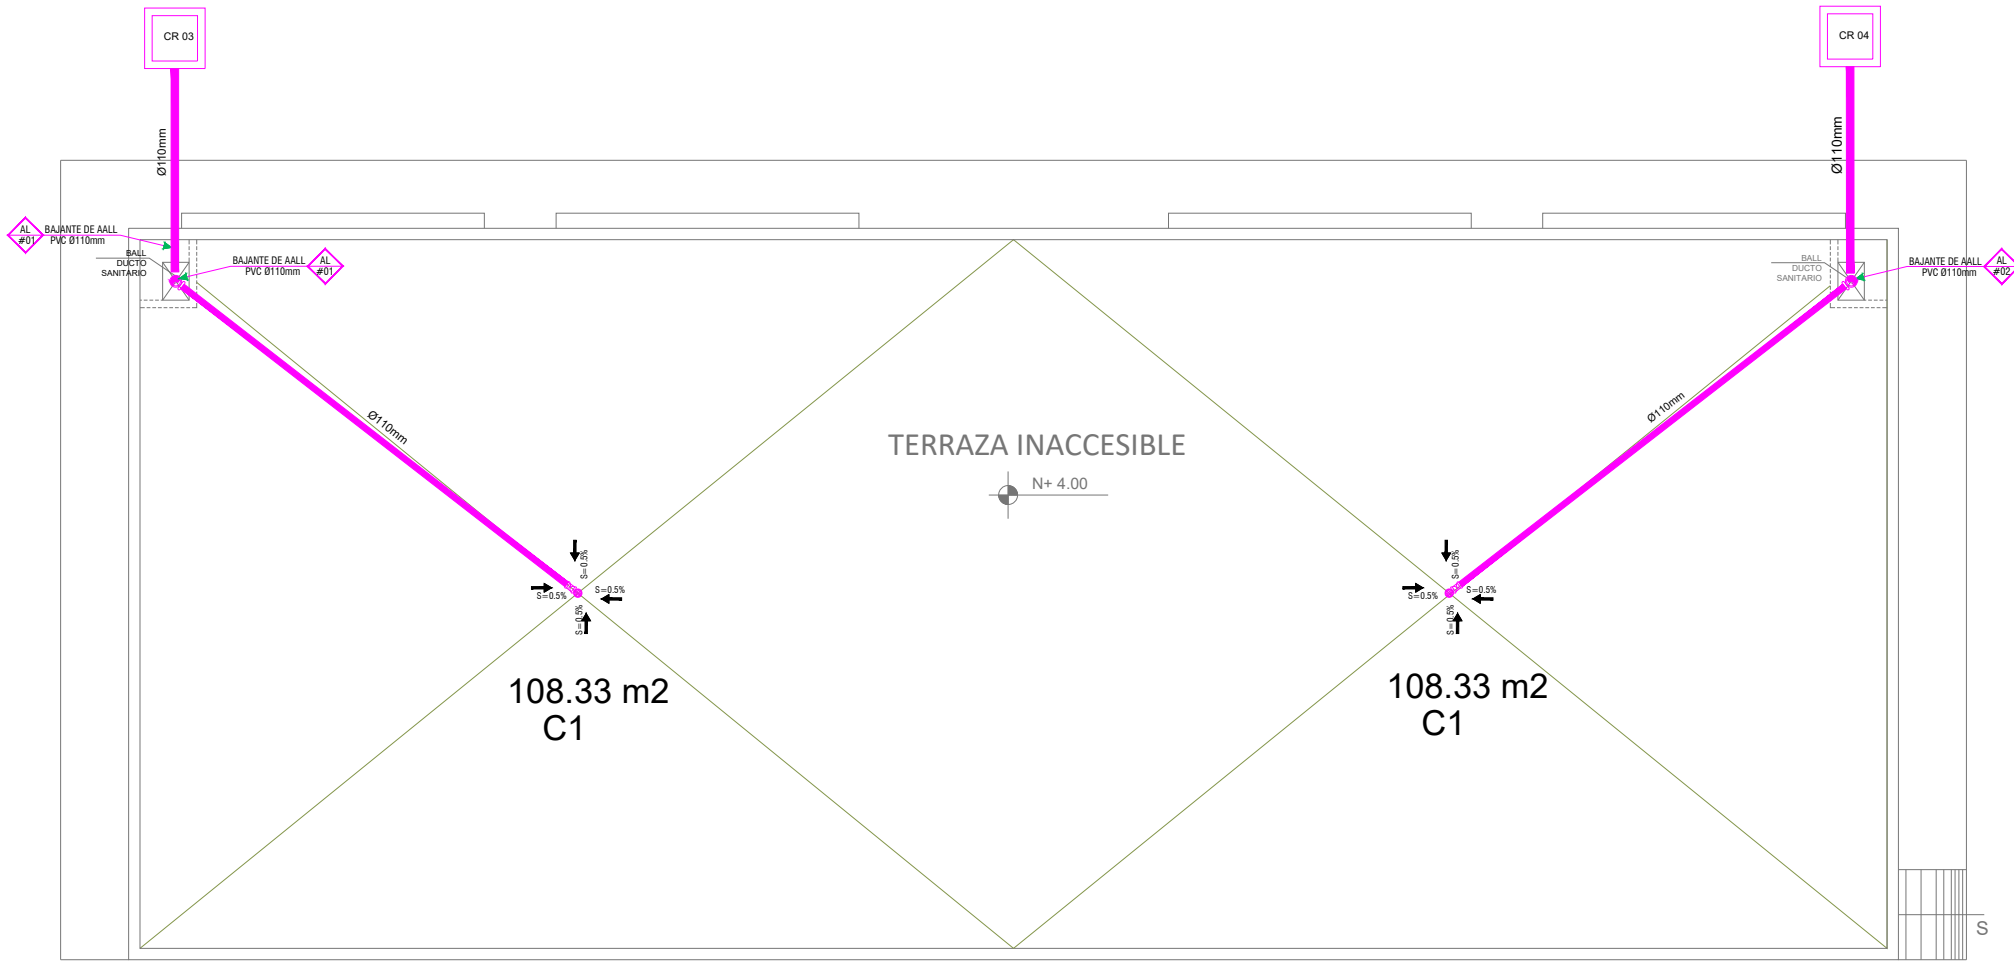 CR 03
CR 04
Ø110mm
Ø110mm
AL
#01
BAJANTE DE AALL
PVC Ø110mm
BALL
DUCTO
SANITARIO
BAJANTE DE AALL
PVC Ø110mm
AL
#01
BALL
DUCTO
SANITARIO
BAJANTE DE AALL
PVC Ø110mm
AL
#02
Ø110mm
Ø110mm
TERRAZA INACCESIBLE
N+ 4.00
S=0.5%
S=0.5%
S=0.5%
S=0.5%
S=0.5%
S=0.5%
S=0.5%
S=0.5%
108.33 m2
C1
108.33 m2
C1
S